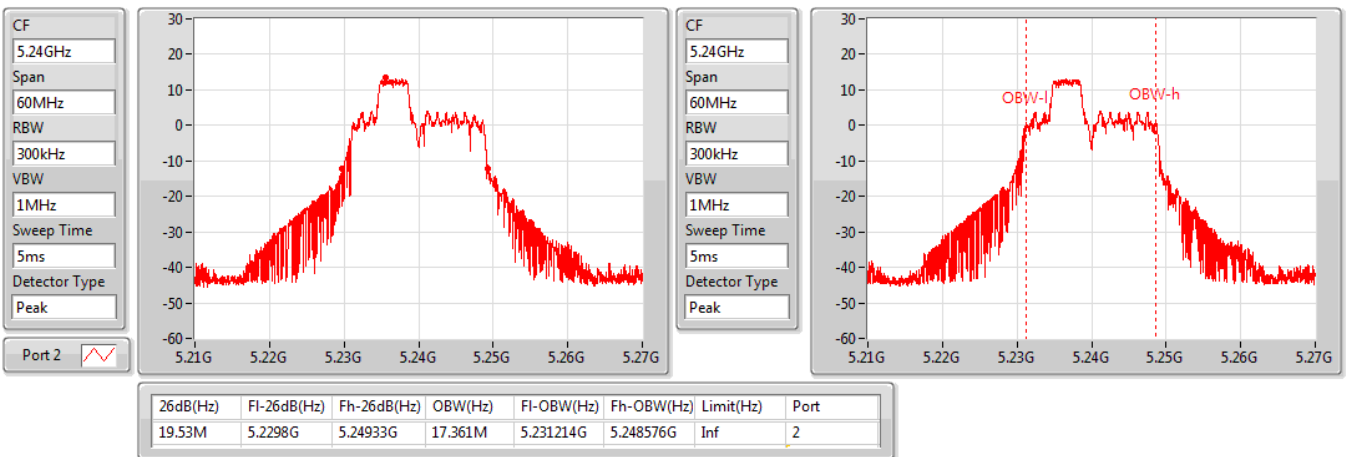 CF
5.24GHz
Span
60MHz
RBW
300kHz
VBW
1MHz
Sweep Time
5ms
Detector Type
Peak
Port 2
30
20
10
0
-10
-20
-30
-40
-50
-60
5.21G 5.22G 5.23G 5.24G 5.25G 5.26G 5.27G
CF
5.24GHz
Span
60MHz
RBW
300kHz
VBW
1MHz
Sweep Time
5ms
Detector Type
Peak
30
20
10
0
-10
-20
-30
-40
-50
-60
OBW-l OBW-h
5.21G 5.22G 5.23G 5.24G 5.25G 5.26G 5.27G
26dB(Hz) Fl-26dB(Hz) Fh-26dB(Hz) OBW(Hz) Fl-OBW(Hz) Fh-OBW(Hz) Limit(Hz) Port
19.53M 5.2298G 5.24933G 17.361M 5.231214G 5.248576G Inf 2